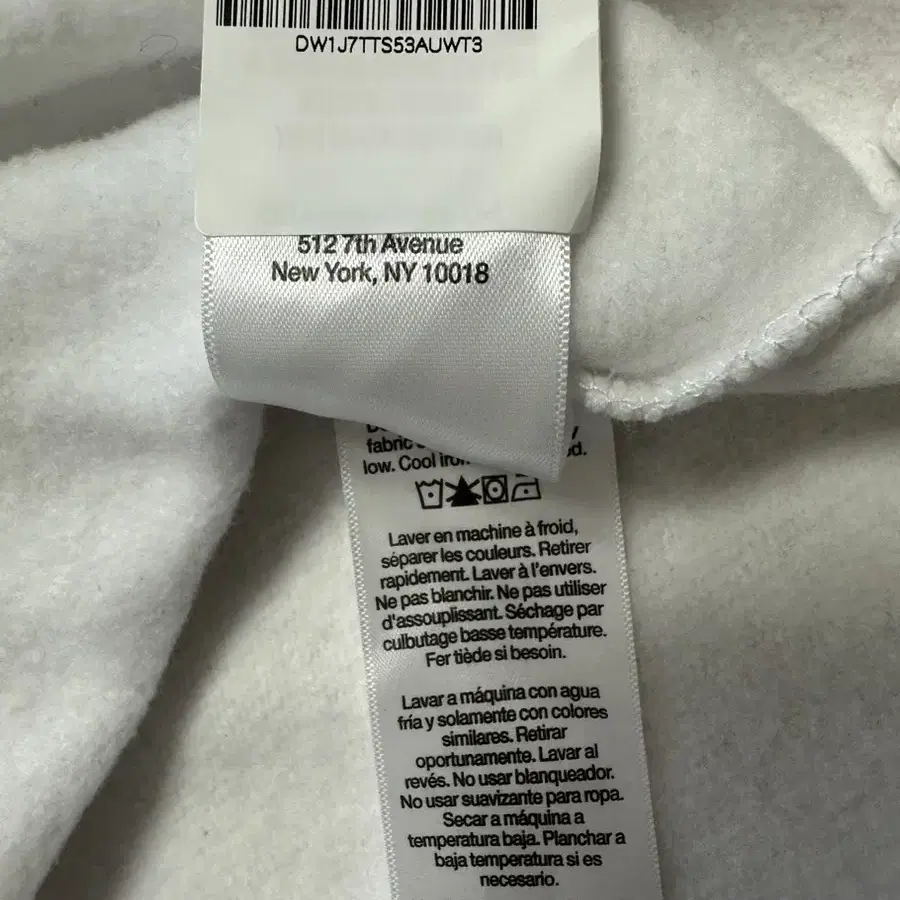 DW1J7TTS53AUWT3
512 7th Avenue
New York, NY 10018
fabric
low. Cool
Laver en machine à froid,
séparer les couleurs. Retirer
rapidement. Laver à l'envers.
Ne pas blanchir. Ne pas utiliser
d'assouplissant. Séchage par
culbutage basse température.
Fer tiède si besoin.
Lavar a máquina con agua
fría y solamente con colores
similares. Retirar
oportunamente. Lavar al
revés. No usar blanqueador.
No usar suavizante para ropa.
Secar a máquina a
temperatura baja. Planchar a
baja temperatura si es
necesario.